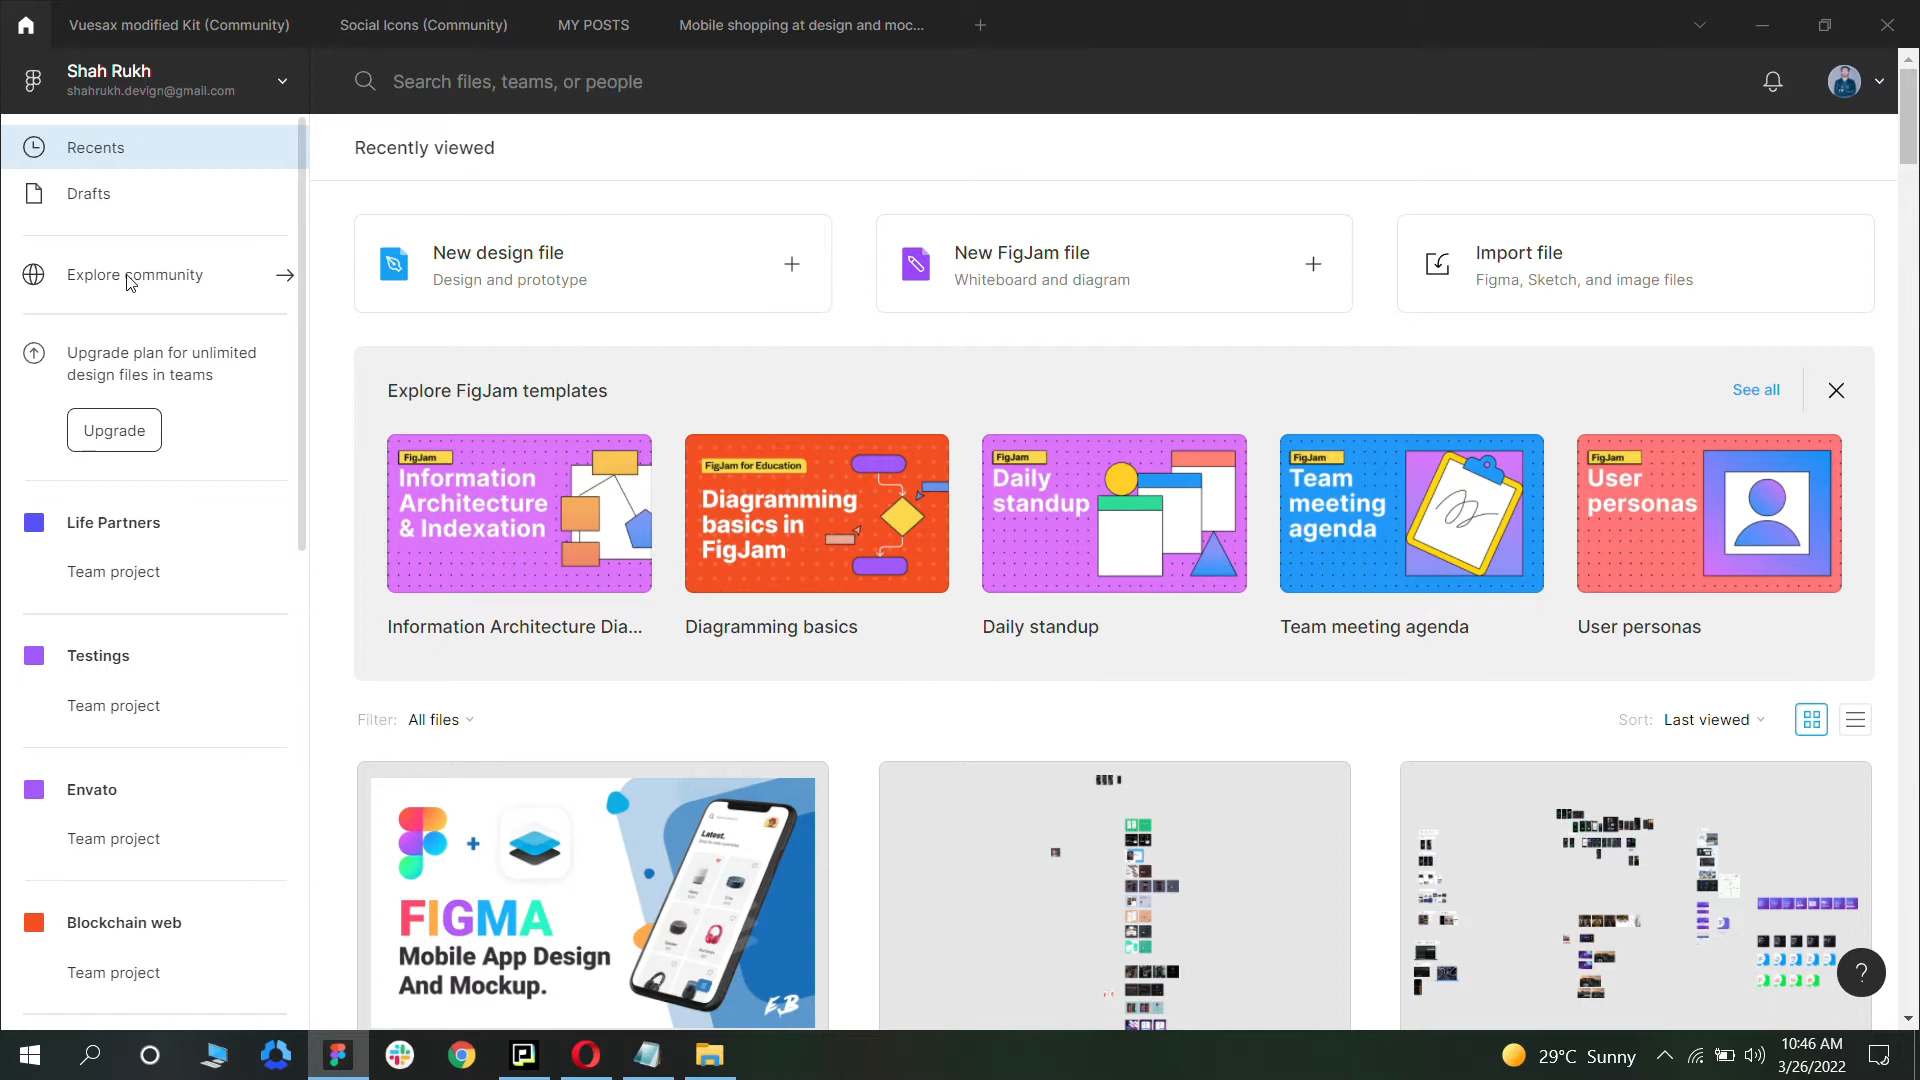 Vuesax modified Kit (Community)
Social Icons (Community)
MY POSTS
Mobile shopping at design and moc...
Shah Rukh
shahrukh.devign@gmail.com
Search files, teams, or people
Recents
Drafts
Explore community
Upgrade plan for unlimited
design files in teams
Upgrade
Life Partners
Team project
Testings
Team project
Envato
Team project
Blockchain web
Team project
Recently viewed
New design file
Design and prototype
New FigJam file
Whiteboard and diagram
Import file
Figma, Sketch, and image files
Explore FigJam templates
See all
FigJam
Information
Architecture
& Indexation
FigJam for Education
Diagramming
basics in
FigJam
FigJam
Daily
standup
FigJam
Team
meeting
agenda
FigJam
User
personas
Information Architecture Dia...
Diagramming basics
Daily standup
Team meeting agenda
User personas
Filter: All files
Sort: Last viewed
Latest.
FIGMA
Mobile App Design
And Mockup.
?
29°C Sunny
10:46 AM
3/26/2022